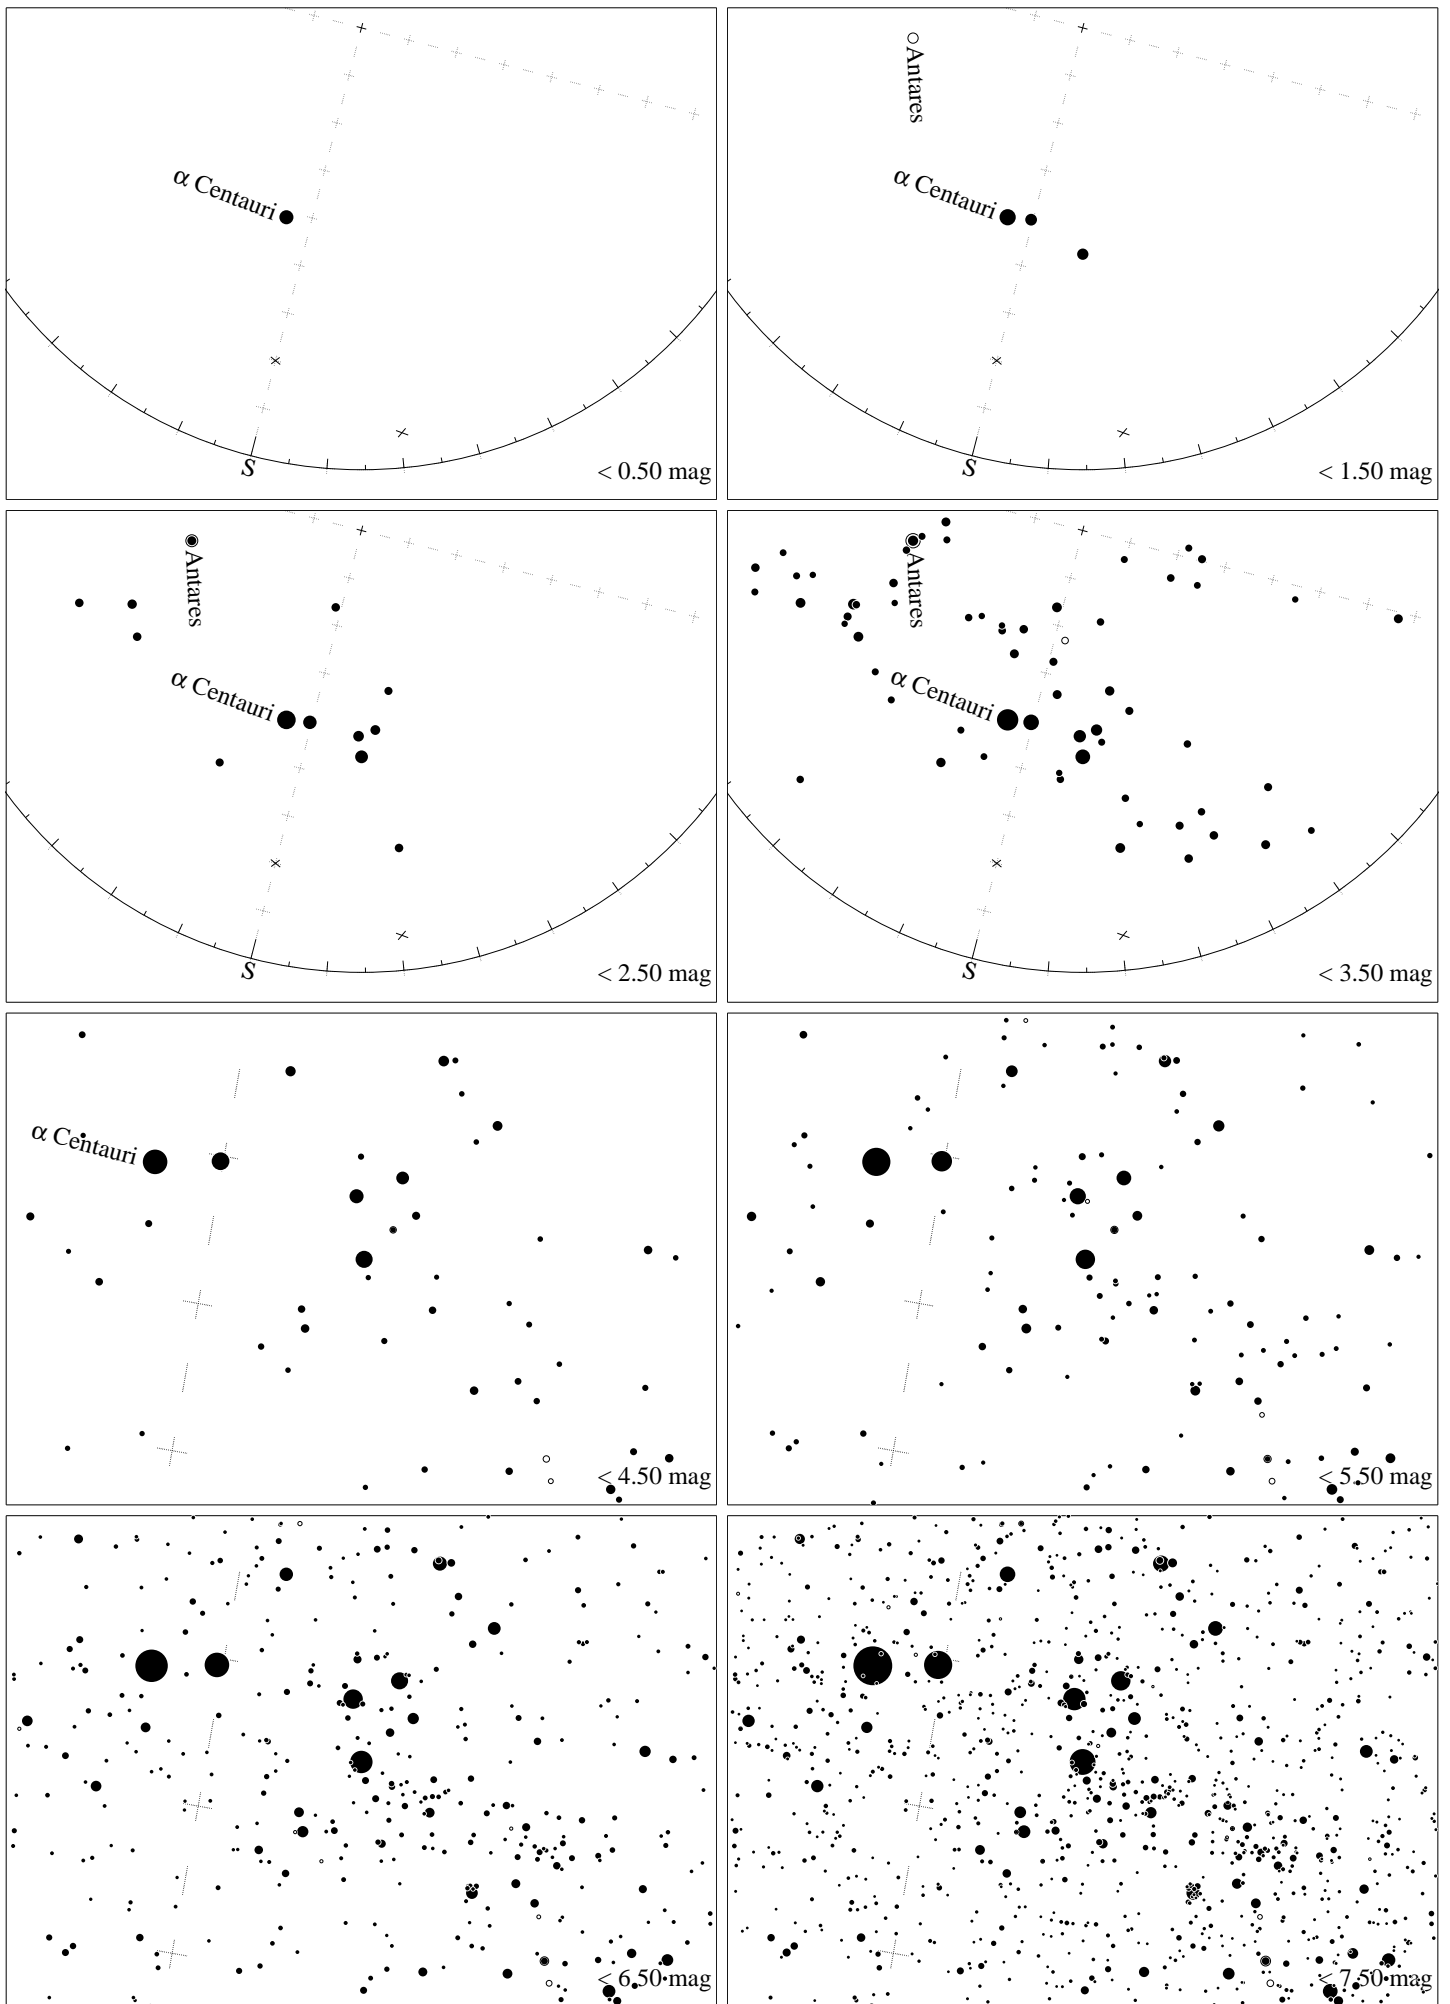 α Centauri
S
< 0.50 mag
Antares
α Centauri
S
< 1.50 mag
Antares
α Centauri
S
< 2.50 mag
Antares
α Centauri
S
< 3.50 mag
α Centauri
< 4.50 mag
< 5.50 mag
< 6.50 mag
< 7.50 mag